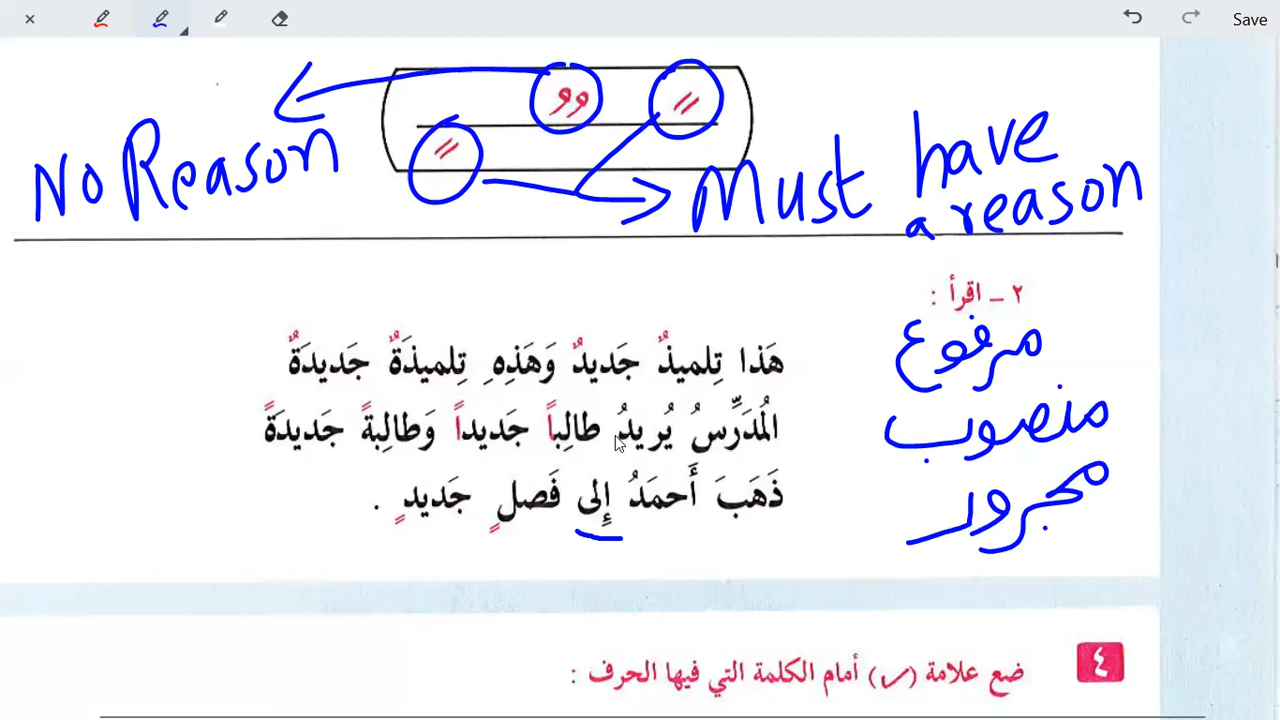 Save
No Reason
Must have
a reason
٢ - اقرأ :
هَذا تِلميذٌ جَديدٌ وَهَذِهِ تِلميذَةٌ جَديدَةٌ
مرفوع
المُدَرِّسُ يُريدُ طالِباً جَديداً وَطالِبةً جَديدَةً
منصوب
ذَهَبَ أَحمَدُ إِلى فَصلٍ جَديدٍ .
مجرور
٤
ضع علامة (✓) أمام الكلمة التي فيها الحرف :